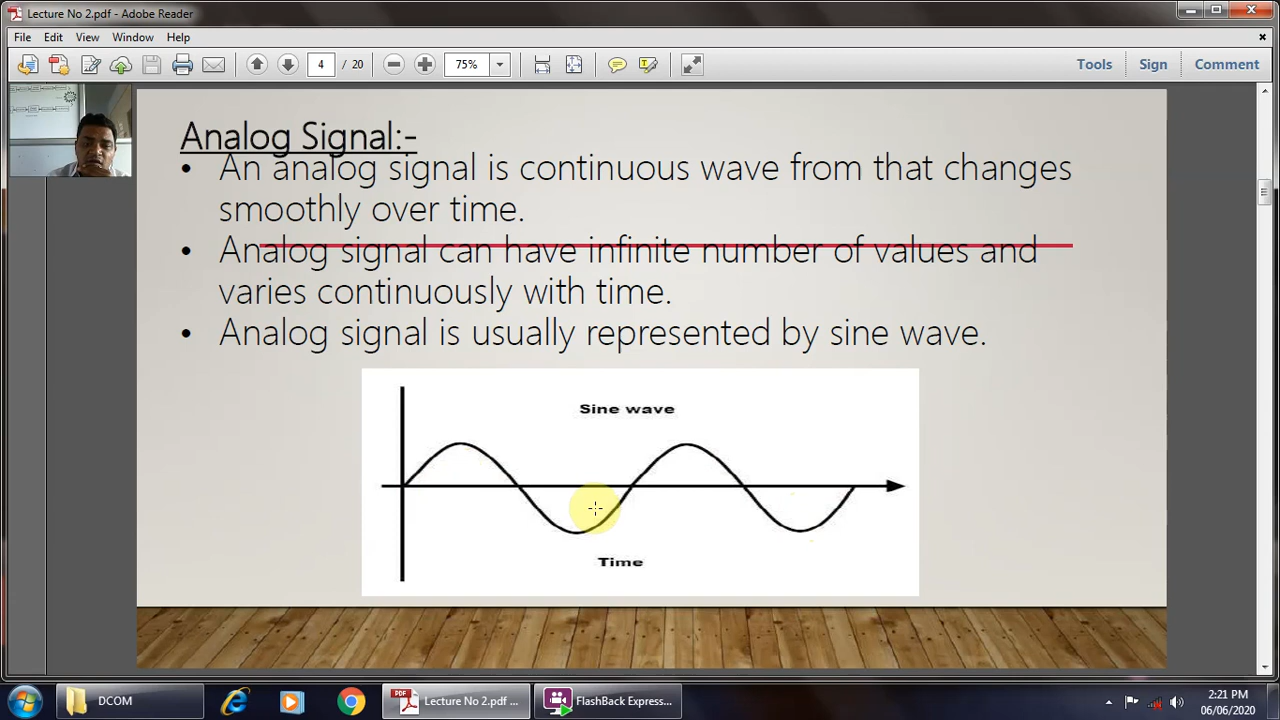 Lecture No 2.pdf - Adobe Reader
File Edit View Window Help
4 / 20 75% Tools Sign Comment
Analog Signal:-
• An analog signal is continuous wave from that changes
smoothly over time.
• Analog signal can have infinite number of values and
varies continuously with time.
• Analog signal is usually represented by sine wave.
Sine wave
Time
DCOM Lecture No 2.pdf ... FlashBack Express... 2:21 PM
06/06/2020